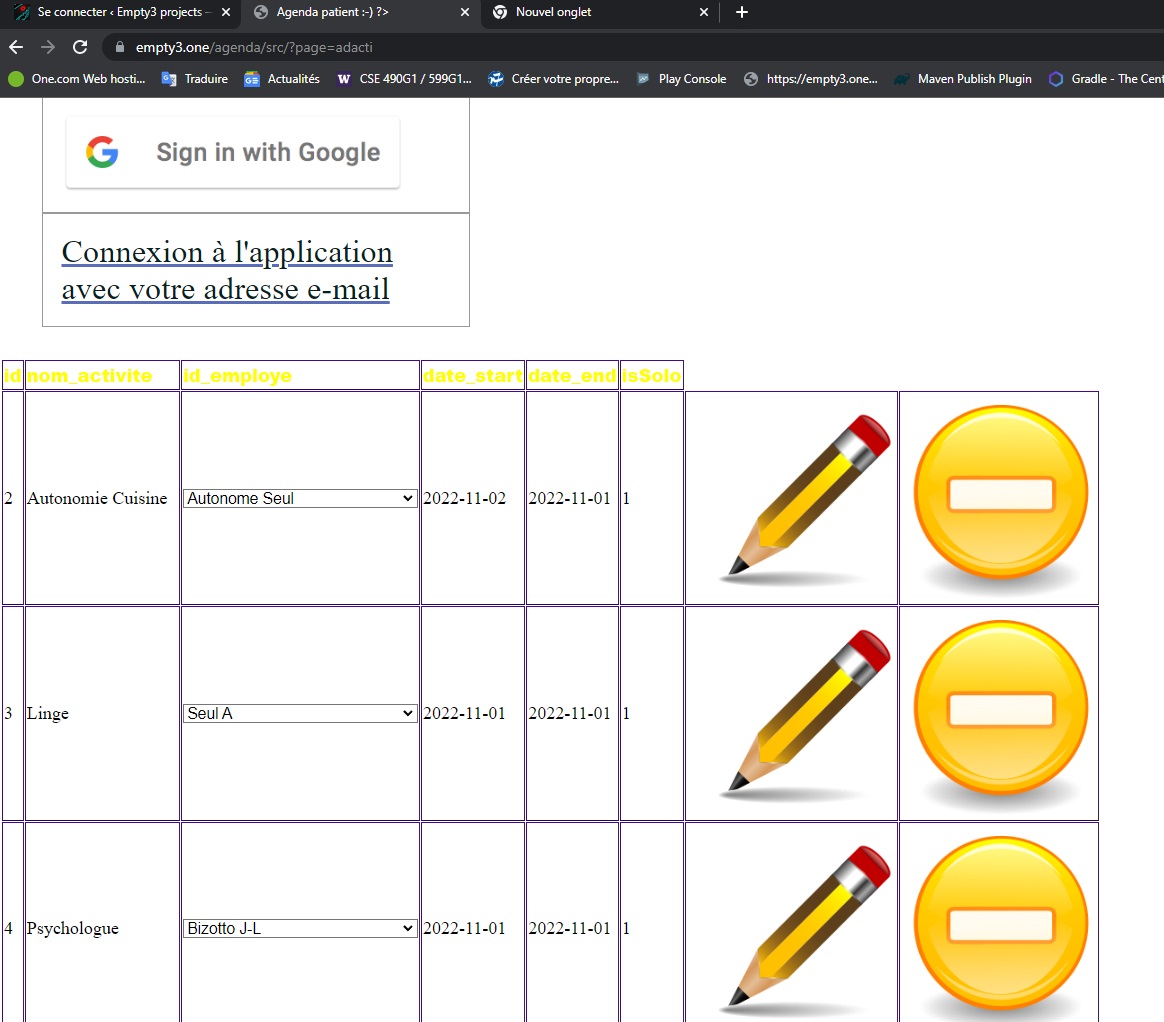 Se connecter ‹ Empty3 projects –
Agenda patient :-) ?>
Nouvel onglet
empty3.one/agenda/src/?page=adacti
One.com Web hosti...
Traduire
Actualités
CSE 490G1 / 599G1...
Créer votre propre...
Play Console
https://empty3.one...
Maven Publish Plugin
Gradle - The Cent
Sign in with Google
Connexion à l'application
avec votre adresse e-mail
id nom_activite id_employe date_start date_end isSolo
2 Autonomie Cuisine Autonome Seul 2022-11-02 2022-11-01 1
3 Linge Seul A 2022-11-01 2022-11-01 1
4 Psychologue Bizotto J-L 2022-11-01 2022-11-01 1